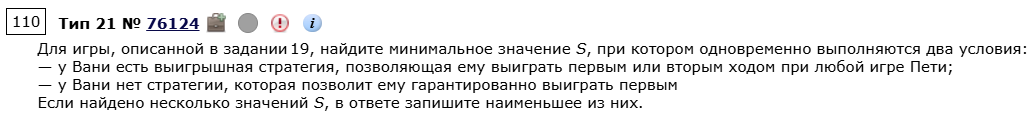 110 Тип 21 № 76124
Для игры, описанной в задании 19, найдите минимальное значение S, при котором одновременно выполняются два условия:
— у Вани есть выигрышная стратегия, позволяющая ему выиграть первым или вторым ходом при любой игре Пети;
— у Вани нет стратегии, которая позволит ему гарантированно выиграть первым
Если найдено несколько значений S, в ответе запишите наименьшее из них.